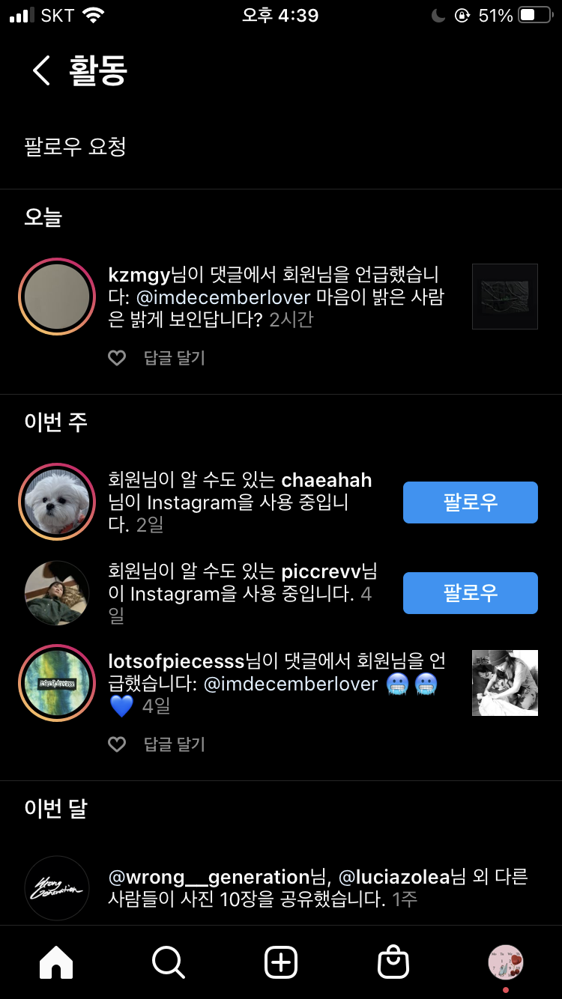 SKT 오후 4:39 51%
활동
팔로우 요청
오늘
kzmgy님이 댓글에서 회원님을 언급했습니
다: @imdecemberlover 마음이 밝은 사람
은 밝게 보인답니다? 2시간
답글 달기
이번 주
회원님이 알 수도 있는 chaeahah
님이 Instagram을 사용 중입니
다. 2일
팔로우
회원님이 알 수도 있는 piccrevv님
이 Instagram을 사용 중입니다. 4
일
팔로우
lotsofpiecesss
lotsofpiecesss님이 댓글에서 회원님을 언
급했습니다: @imdecemberlover 🥶🥶
💙 4일
답글 달기
이번 달
Wrong
Generation
@wrong__generation님, @luciazolea님 외 다른
사람들이 사진 10장을 공유했습니다. 1주